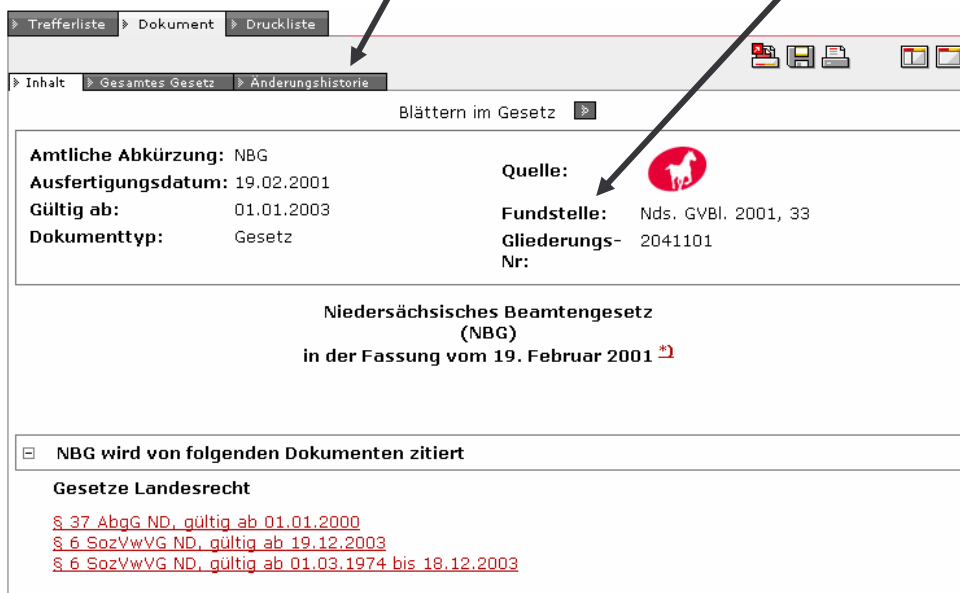 Trefferliste Dokument Druckliste
Inhalt Gesamtes Gesetz Änderungshistorie
Blättern im Gesetz
Amtliche Abkürzung: NBG
Ausfertigungsdatum: 19.02.2001
Gültig ab: 01.01.2003
Dokumenttyp: Gesetz
Quelle:
Fundstelle: Nds. GVBl. 2001, 33
Gliederungs- 2041101
Nr:
Niedersächsisches Beamtengesetz
(NBG)
in der Fassung vom 19. Februar 2001 *)
NBG wird von folgenden Dokumenten zitiert
Gesetze Landesrecht
§ 37 AbgG ND, gültig ab 01.01.2000
§ 6 SozVwVG ND, gültig ab 19.12.2003
§ 6 SozVwVG ND, gültig ab 01.03.1974 bis 18.12.2003